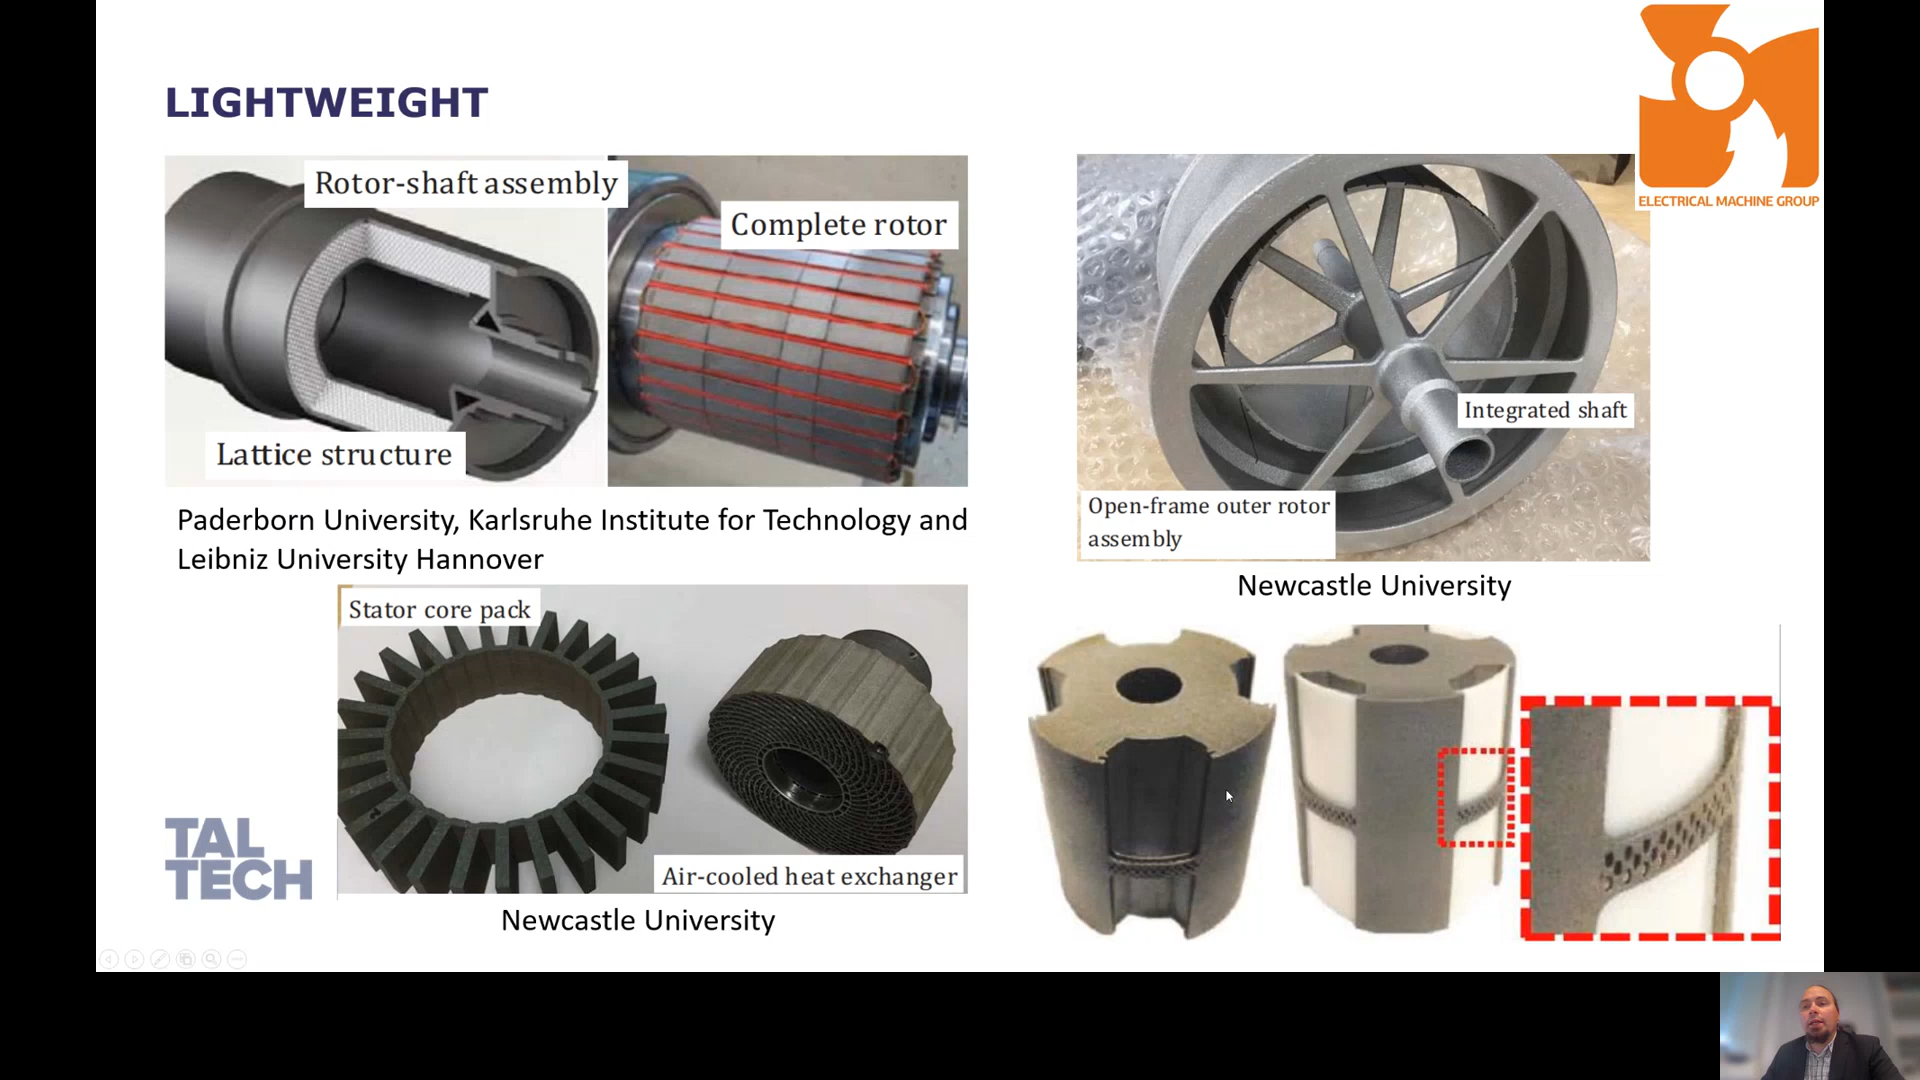 LIGHTWEIGHT
ELECTRICAL MACHINE GROUP
Rotor-shaft assembly
Complete rotor
Lattice structure
Paderborn University, Karlsruhe Institute for Technology and
Leibniz University Hannover
Integrated shaft
Open-frame outer rotor
assembly
Newcastle University
Stator core pack
Air-cooled heat exchanger
Newcastle University
TAL
TECH